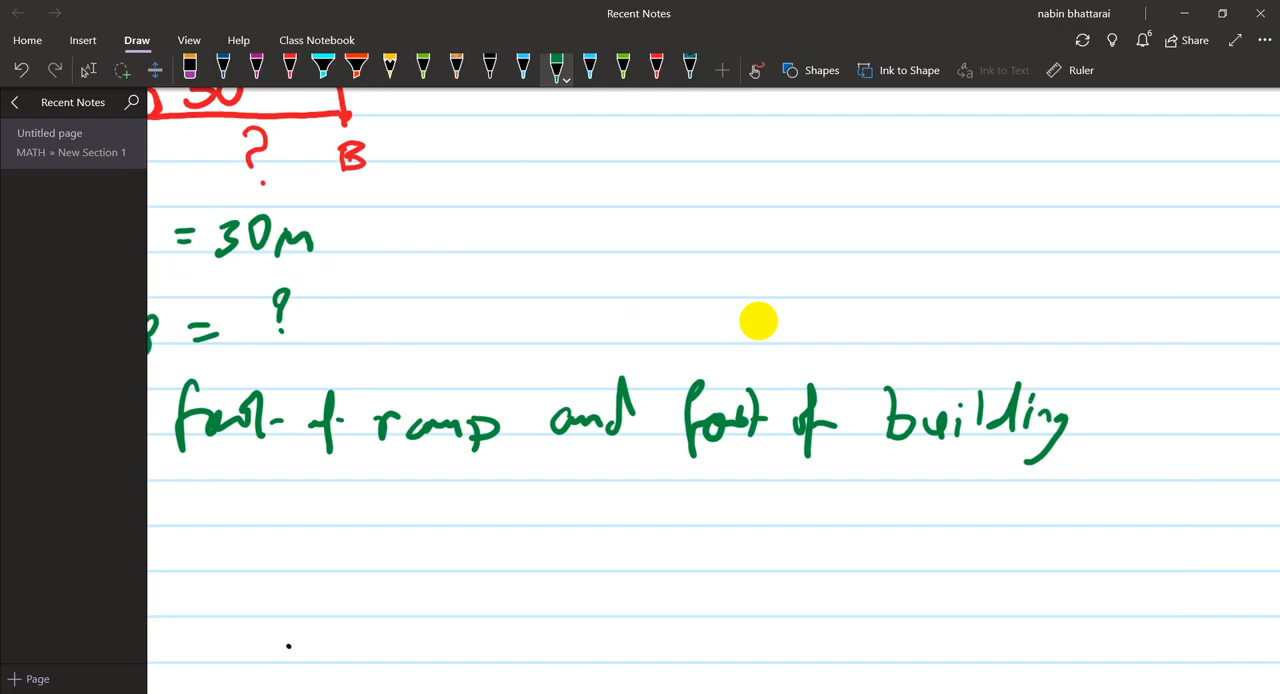 Recent Notes
nabin bhattarai
Home Insert Draw View Help Class Notebook
6 Share
Shapes Ink to Shape Ink to Text Ruler
Recent Notes
Untitled page
MATH » New Section 1
30
?
B
= 30m
= ?
foot of ramp and foot of building
+ Page